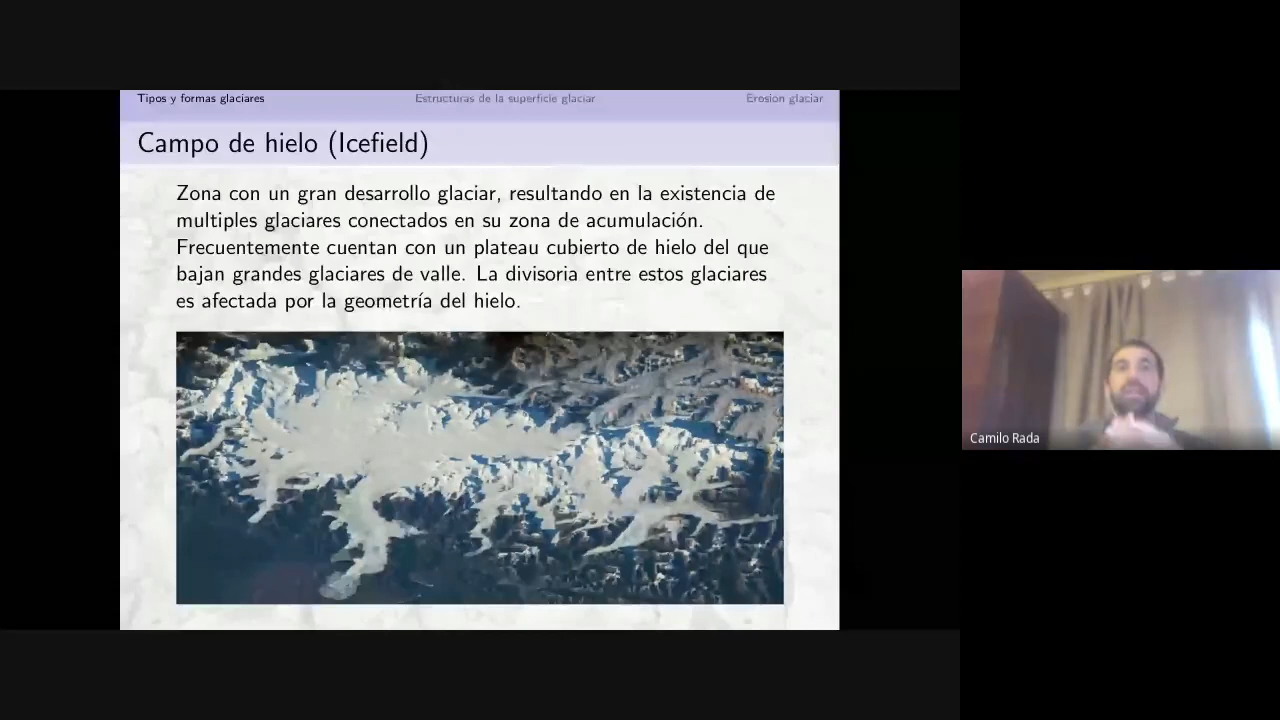 Tipos y formas glaciares
Estructuras de la superficie glaciar
Erosión glaciar
Campo de hielo (Icefield)
Zona con un gran desarrollo glaciar, resultando en la existencia de
multiples glaciares conectados en su zona de acumulación.
Frecuentemente cuentan con un plateau cubierto de hielo del que
bajan grandes glaciares de valle. La divisoria entre estos glaciares
es afectada por la geometría del hielo.
Camilo Rada